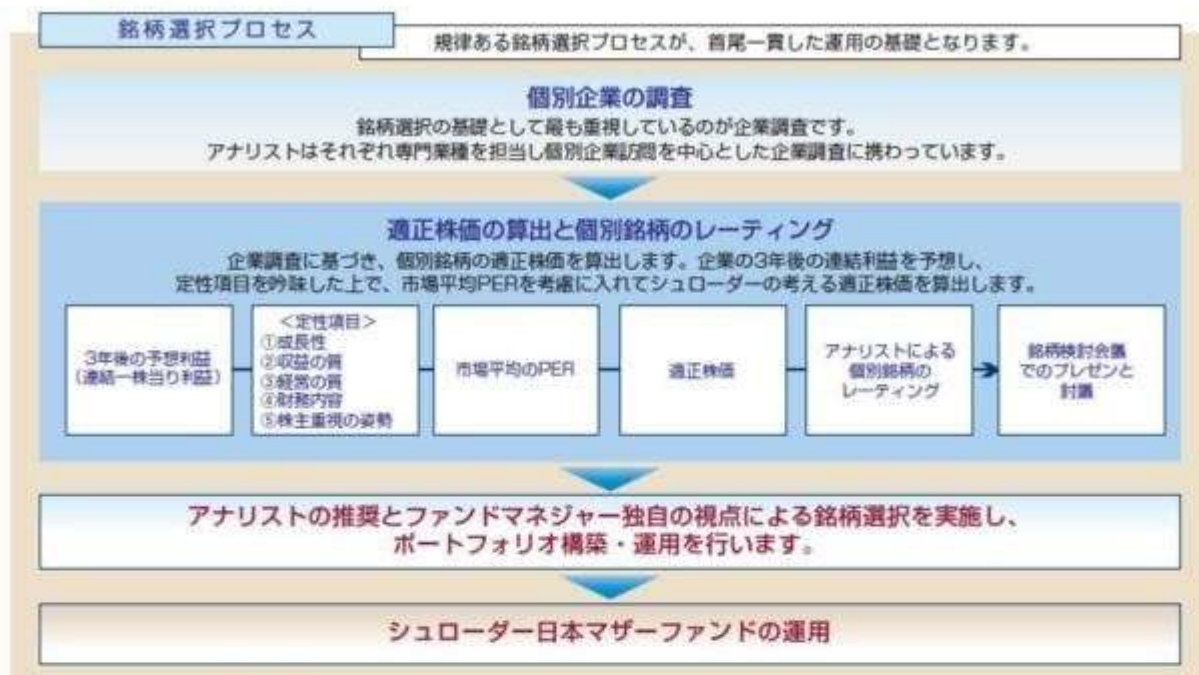 銘柄選択プロセス
規律ある銘柄選択プロセスが、首尾一貫した運用の基礎となります。
個別企業の調査
銘柄選択の基礎として最も重視しているのが企業調査です。
アナリストはそれぞれ専門業種を担当し個別企業訪問を中心とした企業調査に携わっています。
適正株価の算出と個別銘柄のレーティング
企業調査に基づき、個別銘柄の適正株価を算出します。企業の3年後の連結利益を予想し、
定性項目を吟味した上で、市場平均PERを考慮に入れてシュローダーの考える適正株価を算出します。
3年後の予想利益
(連結一株当り利益)
<定性項目>
①成長性
②収益の質
③経営の質
④財務内容
⑤株主重視の姿勢
市場平均のPER
適正株価
アナリストによる
個別銘柄の
レーティング
銘柄検討会議
でのプレゼンと
討議
アナリストの推奨とファンドマネジャー独自の視点による銘柄選択を実施し、
ポートフォリオ構築・運用を行います。
シュローダー日本マザーファンドの運用